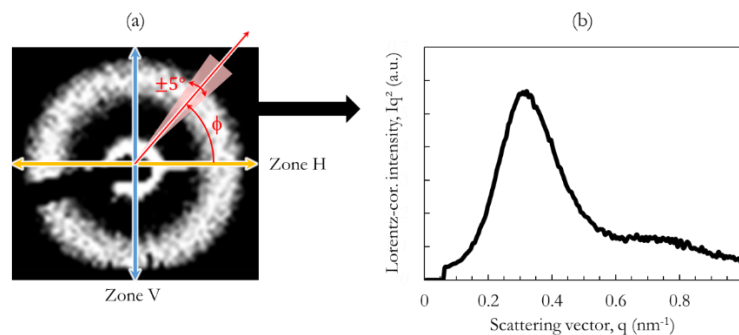 (a)
±5°
ϕ
Zone H
Zone V
(b)
Lorentz-cor. intensity, Iq² (a.u.)
0 0.2 0.4 0.6 0.8
Scattering vector, q (nm⁻¹)